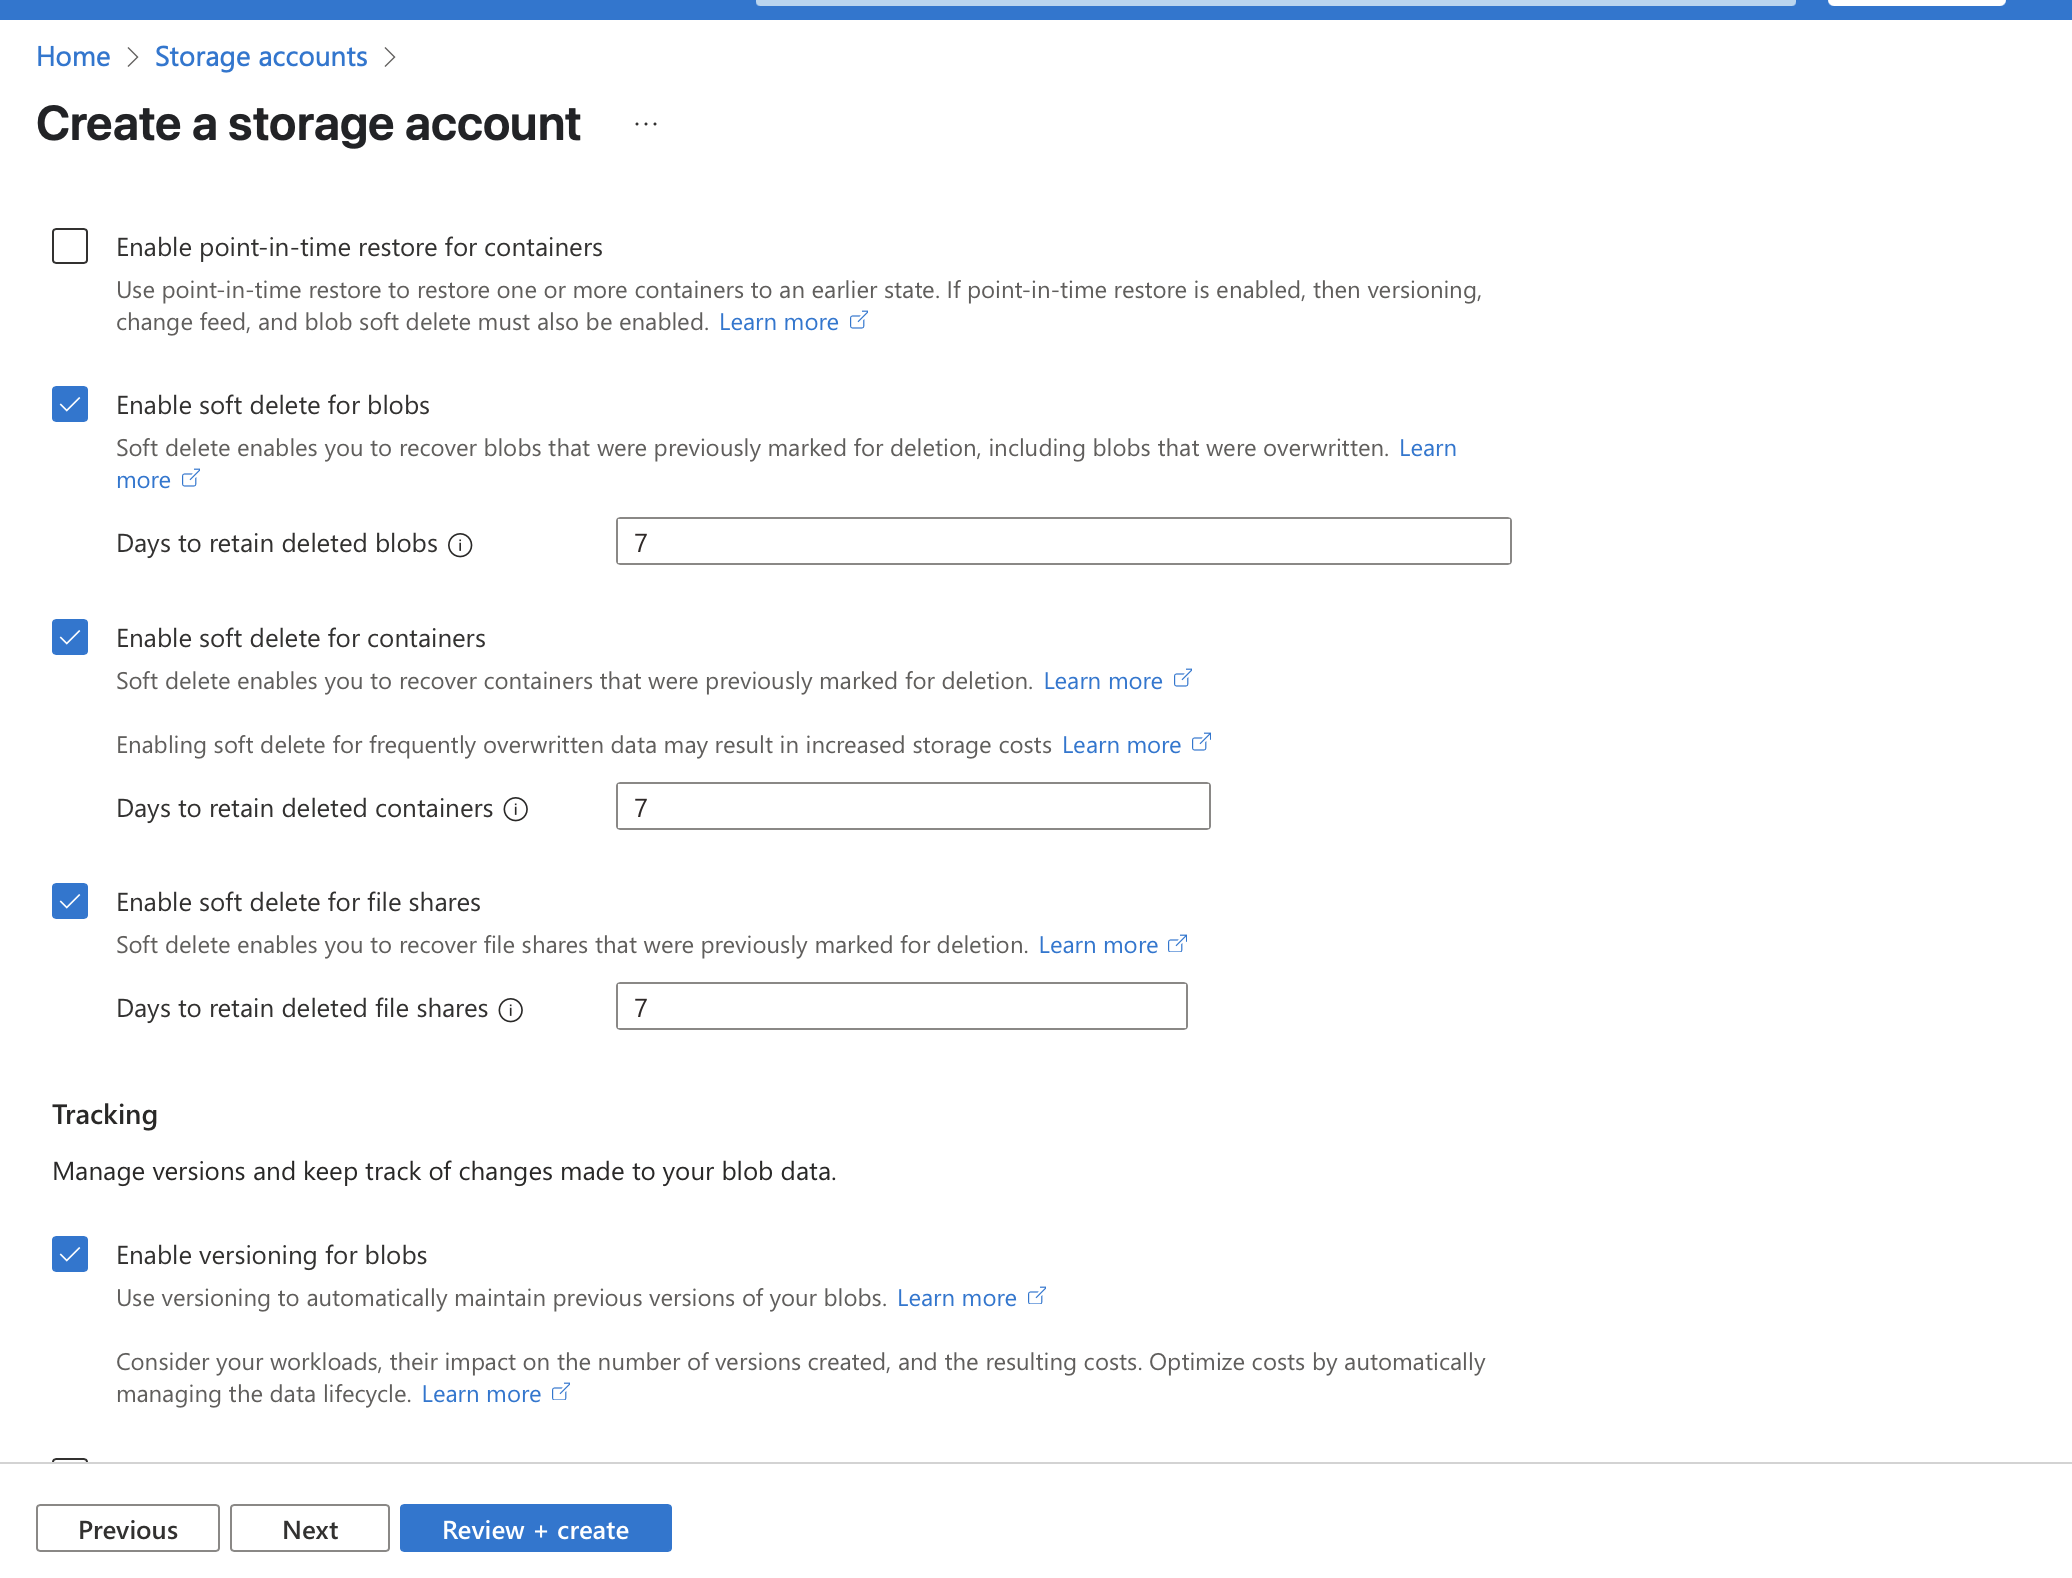 Home > Storage accounts >
Create a storage account ...
Enable point-in-time restore for containers
Use point-in-time restore to restore one or more containers to an earlier state. If point-in-time restore is enabled, then versioning,
change feed, and blob soft delete must also be enabled. Learn more
Enable soft delete for blobs
Soft delete enables you to recover blobs that were previously marked for deletion, including blobs that were overwritten. Learn
more
Days to retain deleted blobs 7
Enable soft delete for containers
Soft delete enables you to recover containers that were previously marked for deletion. Learn more
Enabling soft delete for frequently overwritten data may result in increased storage costs Learn more
Days to retain deleted containers 7
Enable soft delete for file shares
Soft delete enables you to recover file shares that were previously marked for deletion. Learn more
Days to retain deleted file shares 7
Tracking
Manage versions and keep track of changes made to your blob data.
Enable versioning for blobs
Use versioning to automatically maintain previous versions of your blobs. Learn more
Consider your workloads, their impact on the number of versions created, and the resulting costs. Optimize costs by automatically
managing the data lifecycle. Learn more
Previous Next Review + create